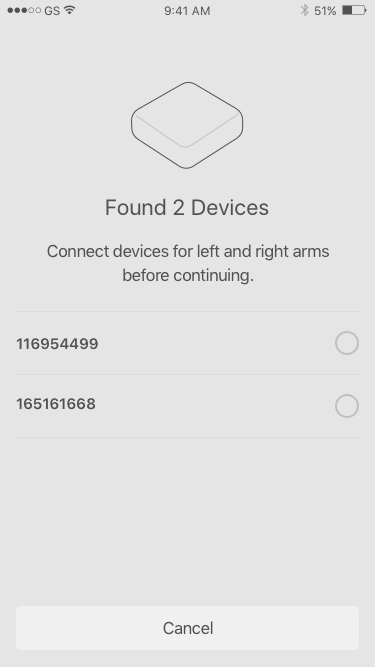 GS 9:41 AM 51%
Found 2 Devices
Connect devices for left and right arms
before continuing.
116954499
165161668
Cancel